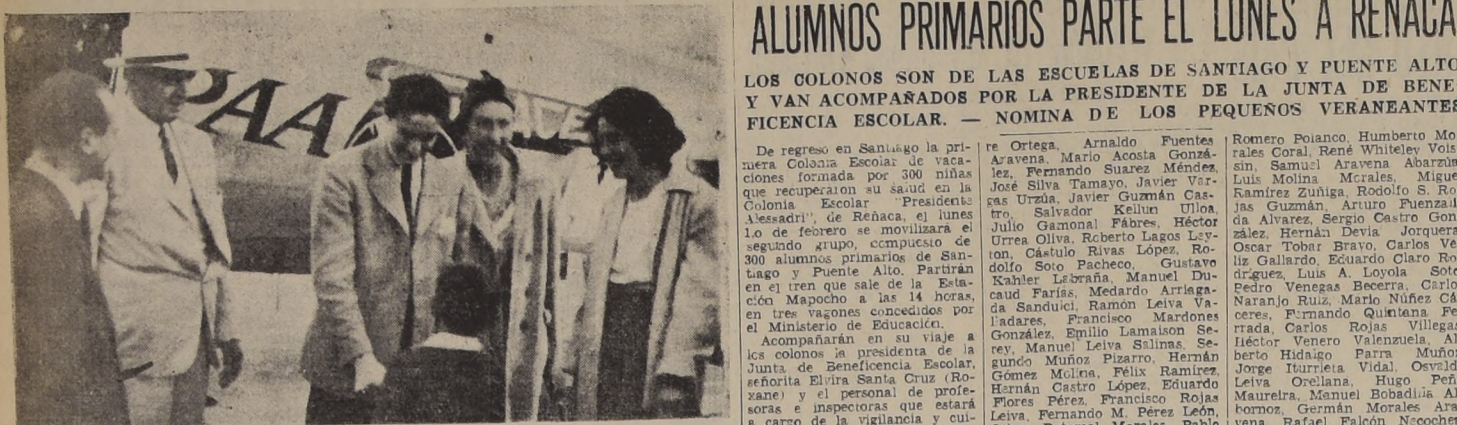 PAA
ALUMNOS PRIMARIOS PARTE EL LUNES A REÑACA
LOS COLONOS SON DE LAS ESCUELAS DE SANTIAGO Y PUENTE ALTO
Y VAN ACOMPAÑADOS POR LA PRESIDENTE DE LA JUNTA DE BENE-
FICENCIA ESCOLAR. — NOMINA DE LOS PEQUEÑOS VERANEANTES
De regreso en Santiago la pri-
mera Colonia Escolar de vaca-
ciones formada por 300 niñas
que recuperaron su salud en la
Colonia Escolar "Presidente
Alessadri", de Reñaca, el lunes
1.o de febrero se movilizará el
segundo grupo, compuesto de
300 alumnos primarios de San-
tiago y Puente Alto. Partirán
en el tren que sale de la Esta-
ción Mapocho a las 14 horas,
en tres vagones concedidos por
el Ministerio de Educación.
Acompañarán en su viaje a
los colonos la presidenta de la
Junta de Beneficencia Escolar,
señorita Elvira Santa Cruz (Ro-
xane) y el personal de profe-
soras e inspectoras que estará
a cargo de la vigilancia y cui-
re Ortega, Arnaldo Fuentes
Aravena, Mario Acosta Gonzá-
lez, Fernando Suarez Méndez,
José Silva Tamayo, Javier Var-
gas Urzúa, Javier Guzmán Cas-
tro, Salvador Kellun Ulloa,
Julio Gamonal Fábres, Héctor
Urrea Oliva, Roberto Lagos Ley-
ton, Cástulo Rivas López, Ro-
dolfo Soto Pacheco, Gustavo
Kahler Labraña, Manuel Du-
caud Farías, Medardo Arriaga-
da Sanduici, Ramón Leiva Va-
lladares, Francisco Mardones
González, Emilio Lamaison Se-
rey, Manuel Leiva Salinas, Se-
gundo Muñoz Pizarro, Hernán
Gómez Molina, Félix Ramírez,
Hernán Castro López, Eduardo
Flores Pérez, Francisco Rojas
Leiva, Fernando M. Pérez León,
Morales, Pablo
Romero Polanco, Humberto Mo-
rales Coral, René Whiteley Vois-
sin, Samuel Aravena Abarzúa
Luis Molina Morales, Migue
Ramírez Zuñiga, Rodolfo S. Ro-
jas Guzmán, Arturo Fuenzali
da Alvarez, Sergio Castro Gon
zález, Hernán Devia Jorquera
Oscar Tobar Bravo, Carlos Vé
liz Gallardo, Eduardo Claro Ro
dríguez, Luis A. Loyola Soto
Pedro Venegas Becerra, Carlo
Naranjo Ruiz, Mario Núñez Cá
ceres, Fernando Quintana Fe
rrada, Carlos Rojas Villegas
Héctor Venero Valenzuela, Al
berto Hidalgo Parra Muño
Jorge Iturrieta Vidal, Osvald
Leiva Orellana, Hugo Peñ
Maureira, Manuel Bobadilla Al
bornoz, Germán Morales Ara
vena, Rafael Falcón Necochea